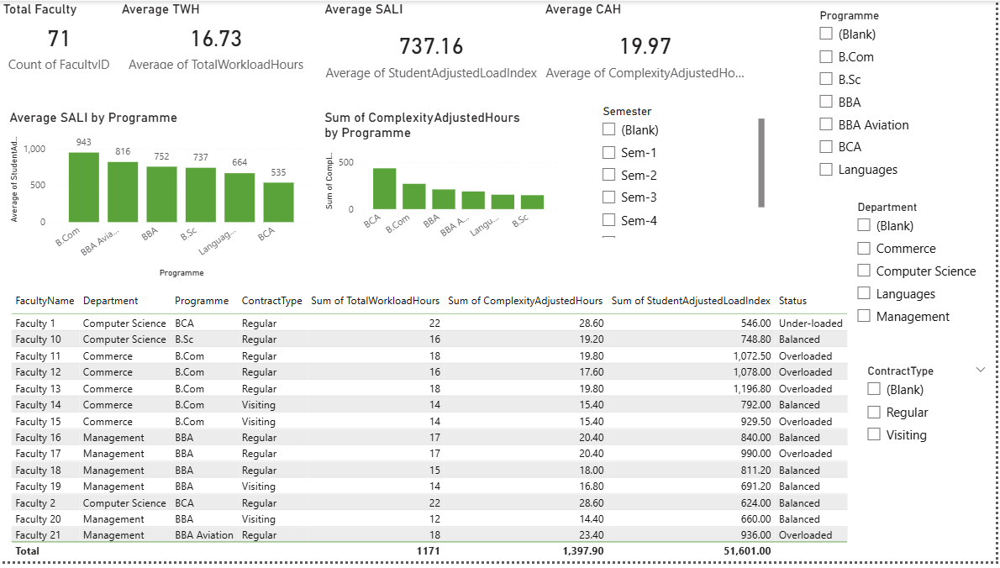 Total Faculty
71
Count of FacultyID
Average TWH
16.73
Average of TotalWorkloadHours
Average SALI
737.16
Average of StudentAdjustedLoadIndex
Average CAH
19.97
Average of ComplexityAdjustedHo...
Programme
(Blank)
B.Com
B.Sc
BBA
BBA Aviation
BCA
Languages
Average SALI by Programme
Average of StudentAd...
1,000
500
0
943
816
752
737
664
535
B.Com
BBA Avia...
BBA
B.Sc
Languag...
BCA
Programme
Sum of ComplexityAdjustedHours
by Programme
Sum of Compl...
500
0
BCA
B.Com
BBA
BBA A...
Langu...
B.Sc
Semester
(Blank)
Sem-1
Sem-2
Sem-3
Sem-4
Department
(Blank)
Commerce
Computer Science
Languages
Management
ContractType
(Blank)
Regular
Visiting
FacultyName Department Programme ContractType Sum of TotalWorkloadHours Sum of ComplexityAdjustedHours Sum of StudentAdjustedLoadIndex Status
Faculty 1 Computer Science BCA Regular 22 28.60 546.00 Under-loaded
Faculty 10 Computer Science B.Sc Regular 16 19.20 748.80 Balanced
Faculty 11 Commerce B.Com Regular 18 19.80 1,072.50 Overloaded
Faculty 12 Commerce B.Com Regular 16 17.60 1,078.00 Overloaded
Faculty 13 Commerce B.Com Regular 18 19.80 1,196.80 Overloaded
Faculty 14 Commerce B.Com Visiting 14 15.40 792.00 Balanced
Faculty 15 Commerce B.Com Visiting 14 15.40 929.50 Overloaded
Faculty 16 Management BBA Regular 17 20.40 840.00 Balanced
Faculty 17 Management BBA Regular 17 20.40 990.00 Overloaded
Faculty 18 Management BBA Regular 15 18.00 811.20 Balanced
Faculty 19 Management BBA Visiting 14 16.80 691.20 Balanced
Faculty 2 Computer Science BCA Regular 22 28.60 624.00 Balanced
Faculty 20 Management BBA Visiting 12 14.40 660.00 Balanced
Faculty 21 Management BBA Aviation Regular 18 23.40 936.00 Overloaded
Total 1171 1,397.90 51,601.00